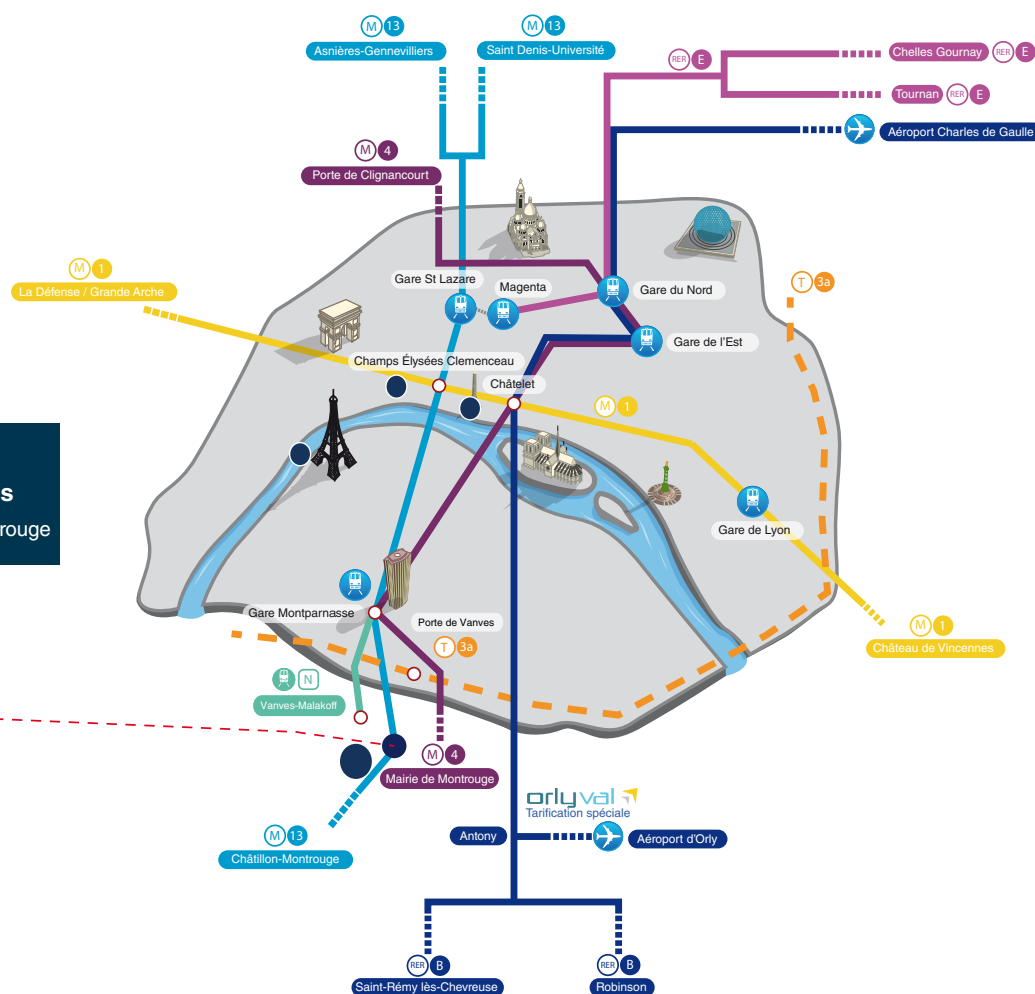 M 13
Asnières-Gennevilliers
M 13
Saint Denis-Université
RER E
Chelles Gournay RER E
Tournan RER E
Aéroport Charles de Gaulle
M 4
Porte de Clignancourt
M 1
La Défense / Grande Arche
Gare St Lazare
Magenta
Gare du Nord
T 3a
Gare de l'Est
Champs Élysées Clemenceau
Châtelet
M 1
s
rouge
Gare de Lyon
Gare Montparnasse
Porte de Vanves
T 3a
M 1
Château de Vincennes
N
Vanves-Malakoff
M 4
Mairie de Montrouge
orlyval
Tarification spéciale
M 13
Châtillon-Montrouge
Antony
Aéroport d'Orly
RER B
Saint-Rémy lès-Chevreuse
RER B
Robinson